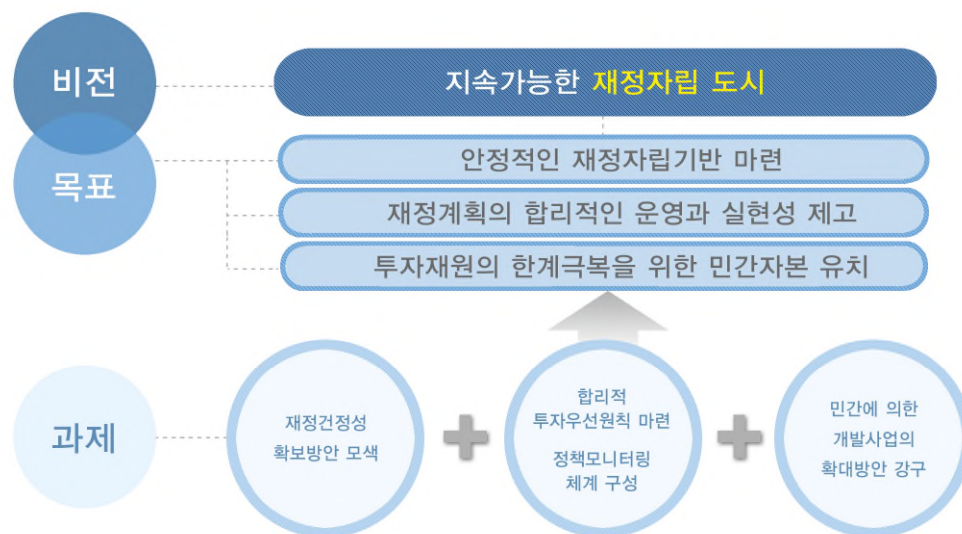 비전
지속가능한 재정자립 도시
목표
안정적인 재정자립기반 마련
재정계획의 합리적인 운영과 실현성 제고
투자재원의 한계극복을 위한 민간자본 유치
과제
재정건정성
확보방안 모색
합리적
투자우선원칙 마련
정책모니터링
체계 구성
민간에 의한
개발사업의
확대방안 강구